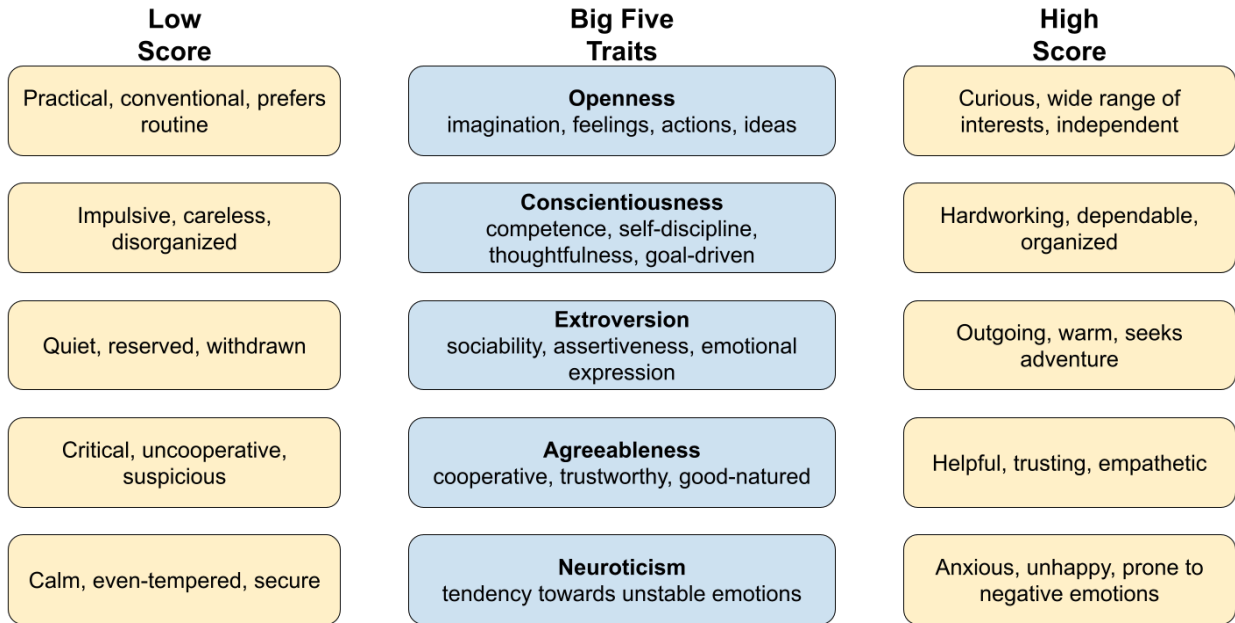 Low
Score
Big Five
Traits
High
Score
Practical, conventional, prefers
routine
Openness
imagination, feelings, actions, ideas
Curious, wide range of
interests, independent
Impulsive, careless,
disorganized
Conscientiousness
competence, self-discipline,
thoughtfulness, goal-driven
Hardworking, dependable,
organized
Quiet, reserved, withdrawn
Extroversion
sociability, assertiveness, emotional
expression
Outgoing, warm, seeks
adventure
Critical, uncooperative,
suspicious
Agreeableness
cooperative, trustworthy, good-natured
Helpful, trusting, empathetic
Calm, even-tempered, secure
Neuroticism
tendency towards unstable emotions
Anxious, unhappy, prone to
negative emotions